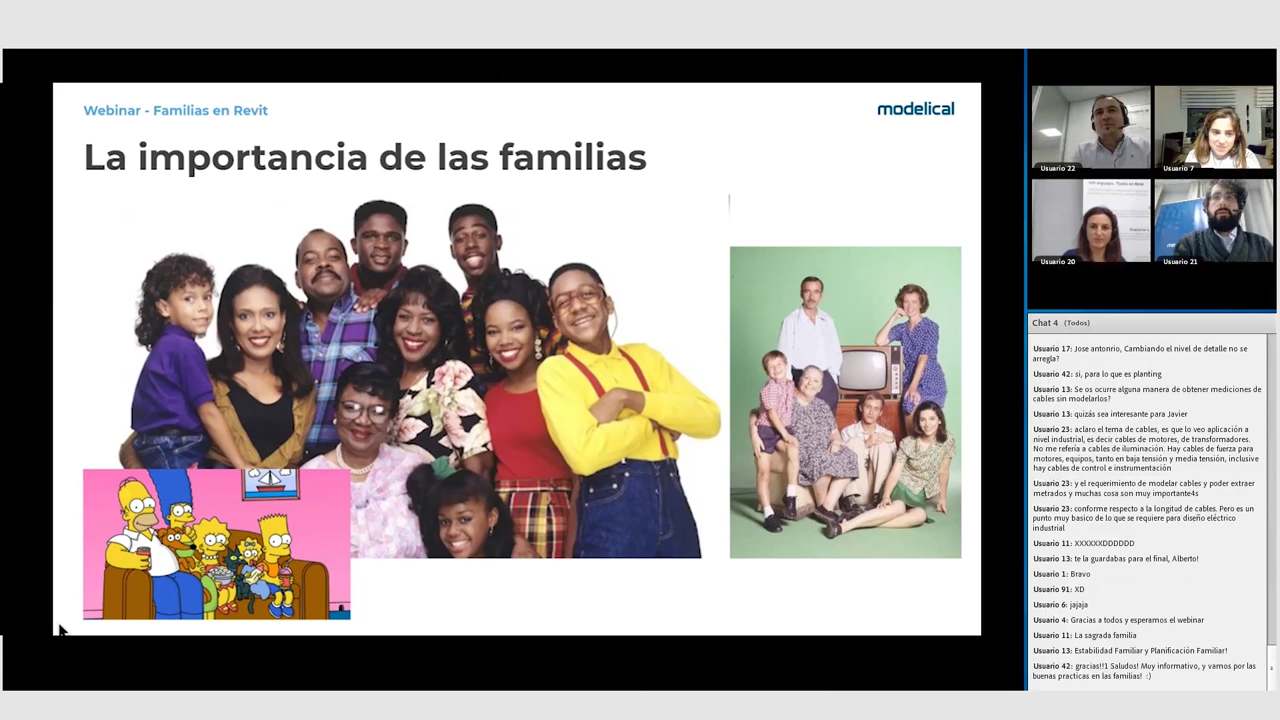 Webinar - Familias en Revit
modelical
La importancia de las familias
Usuario 22
Usuario 7
Usuario 20
Usuario 21
Chat 4 (Todos)
Usuario 17: Jose antonrio, Cambiando el nivel de detalle no se
arregla?
Usuario 42: si, para lo que es planting
Usuario 13: Se os ocurre alguna manera de obtener mediciones de
cables sin modelarlos?
Usuario 13: quizás sea interesante para Javier
Usuario 23: aclaro el tema de cables, es que lo veo aplicación a
nivel industrial, es decir cables de motores, de transformadores.
No me refería a cables de iluminación. Hay cables de fuerza para
motores, equipos, tanto en baja tensión y media tensión, inclusive
hay cables de control e instrumentación
Usuario 23: y el requerimiento de modelar cables y poder extraer
metrados y muchas cosa son muy importante4s
Usuario 23: conforme respecto a la longitud de cables. Pero es un
punto muy basico de lo que se requiere para diseño eléctrico
industrial
Usuario 11: XXXXXXDDDDDD
Usuario 13: te la guardabas para el final, Alberto!
Usuario 1: Bravo
Usuario 91: XD
Usuario 6: jajaja
Usuario 4: Gracias a todos y esperamos el webinar
Usuario 11: La sagrada familia
Usuario 13: Estabilidad Familiar y Planificación Familiar!
Usuario 42: gracias!!1 Saludos! Muy informativo, y vamos por las
buenas practicas en las familias! :)